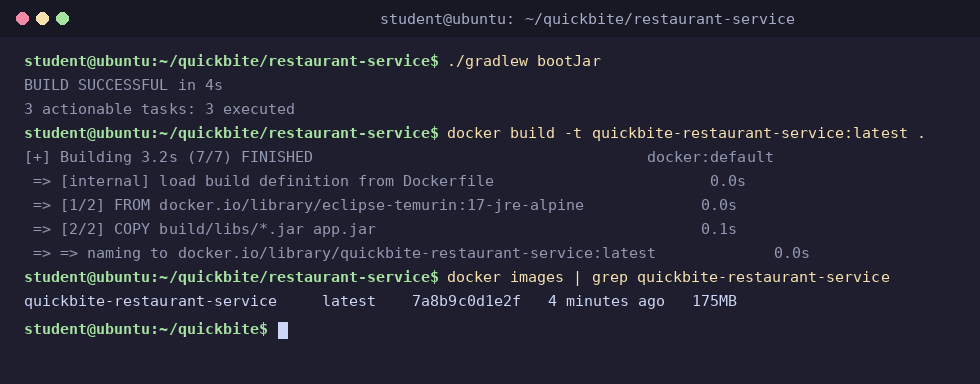 student@ubuntu: ~/quickbite/restaurant-service
student@ubuntu:~/quickbite/restaurant-service$ ./gradlew bootJar
BUILD SUCCESSFUL in 4s
3 actionable tasks: 3 executed
student@ubuntu:~/quickbite/restaurant-service$ docker build -t quickbite-restaurant-service:latest .
[+] Building 3.2s (7/7) FINISHED                                     docker:default
 => [internal] load build definition from Dockerfile                        0.0s
 => [1/2] FROM docker.io/library/eclipse-temurin:17-jre-alpine             0.0s
 => [2/2] COPY build/libs/*.jar app.jar                                    0.1s
 => => naming to docker.io/library/quickbite-restaurant-service:latest             0.0s
student@ubuntu:~/quickbite/restaurant-service$ docker images | grep quickbite-restaurant-service
quickbite-restaurant-service     latest    7a8b9c0d1e2f   4 minutes ago   175MB
student@ubuntu:~/quickbite$